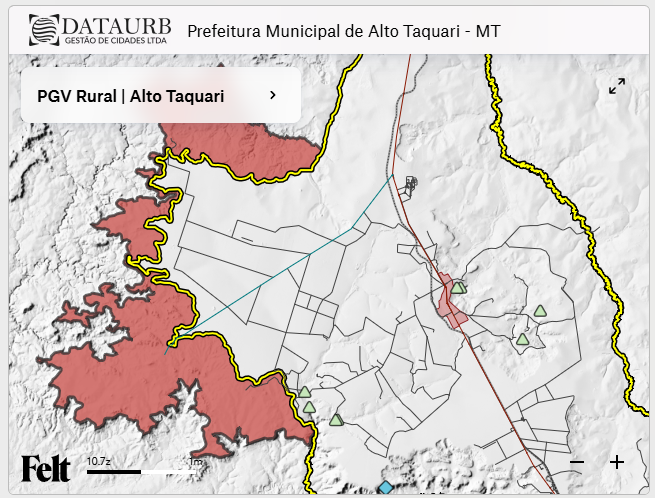 DATAURB
GESTÃO DE CIDADES LTDA
Prefeitura Municipal de Alto Taquari - MT
PGV Rural | Alto Taquari
Felt
10.7z
1m